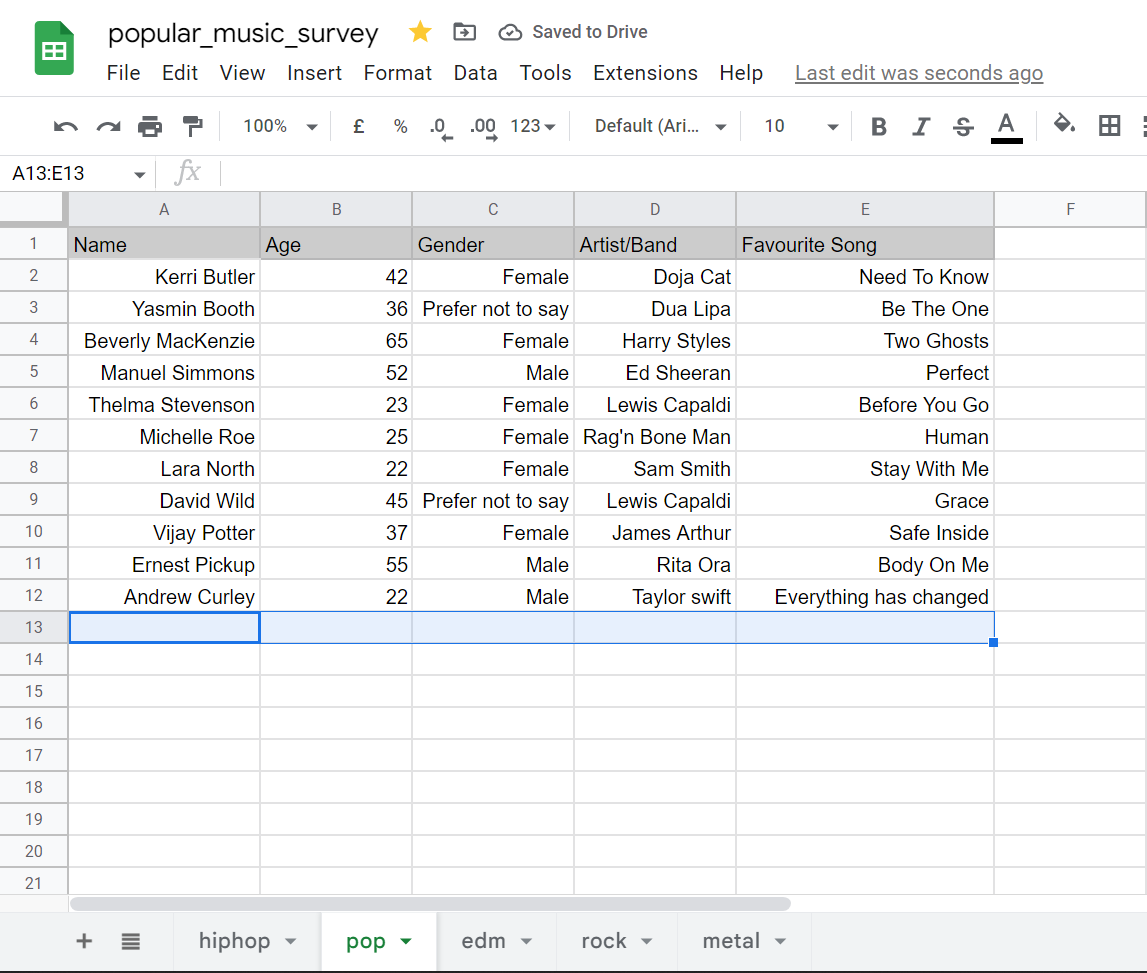 popular_music_survey Saved to Drive
File Edit View Insert Format Data Tools Extensions Help Last edit was seconds ago
100% £ % .0 .00 123 Default (Ari... 10 B I S A
A13:E13 fx
A B C D E F
1 Name Age Gender Artist/Band Favourite Song
2 Kerri Butler 42 Female Doja Cat Need To Know
3 Yasmin Booth 36 Prefer not to say Dua Lipa Be The One
4 Beverly MacKenzie 65 Female Harry Styles Two Ghosts
5 Manuel Simmons 52 Male Ed Sheeran Perfect
6 Thelma Stevenson 23 Female Lewis Capaldi Before You Go
7 Michelle Roe 25 Female Rag'n Bone Man Human
8 Lara North 22 Female Sam Smith Stay With Me
9 David Wild 45 Prefer not to say Lewis Capaldi Grace
10 Vijay Potter 37 Female James Arthur Safe Inside
11 Ernest Pickup 55 Male Rita Ora Body On Me
12 Andrew Curley 22 Male Taylor swift Everything has changed
13
14
15
16
17
18
19
20
21
hiphop pop edm rock metal